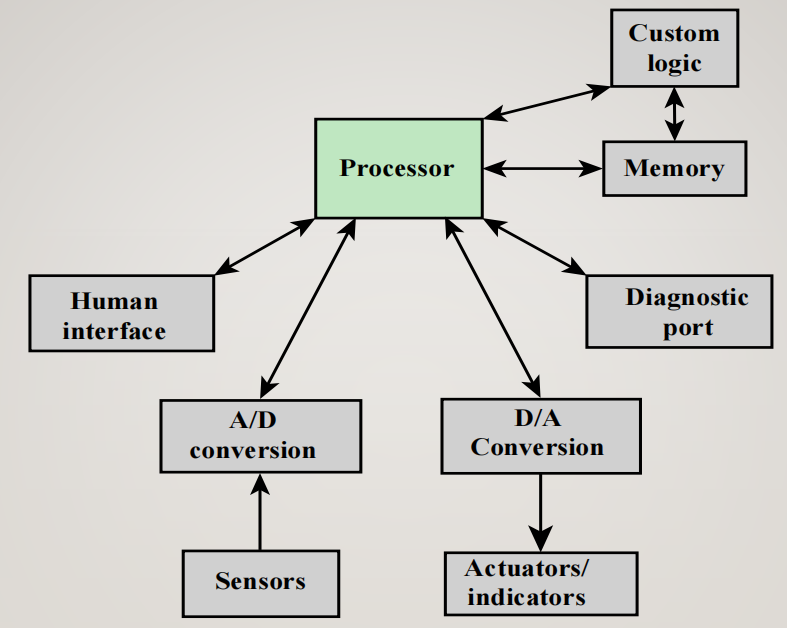 Custom
logic
Processor
Memory
Human
interface
Diagnostic
port
A/D
conversion
D/A
Conversion
Sensors
Actuators/
indicators